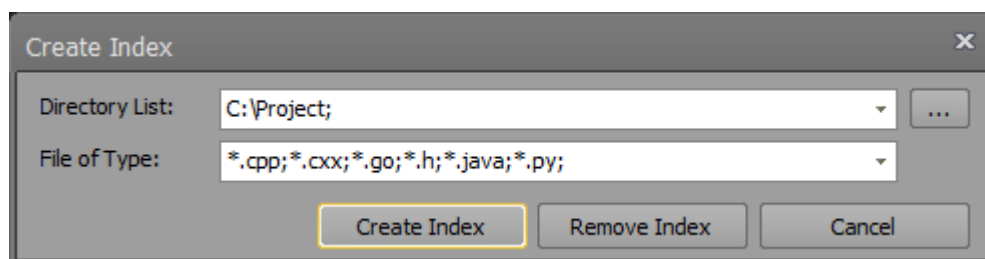 Create Index
Directory List: C:\Project; ...
File of Type: *.cpp;*.cxx;*.go;*.h;*.java;*.py;
Create Index Remove Index Cancel